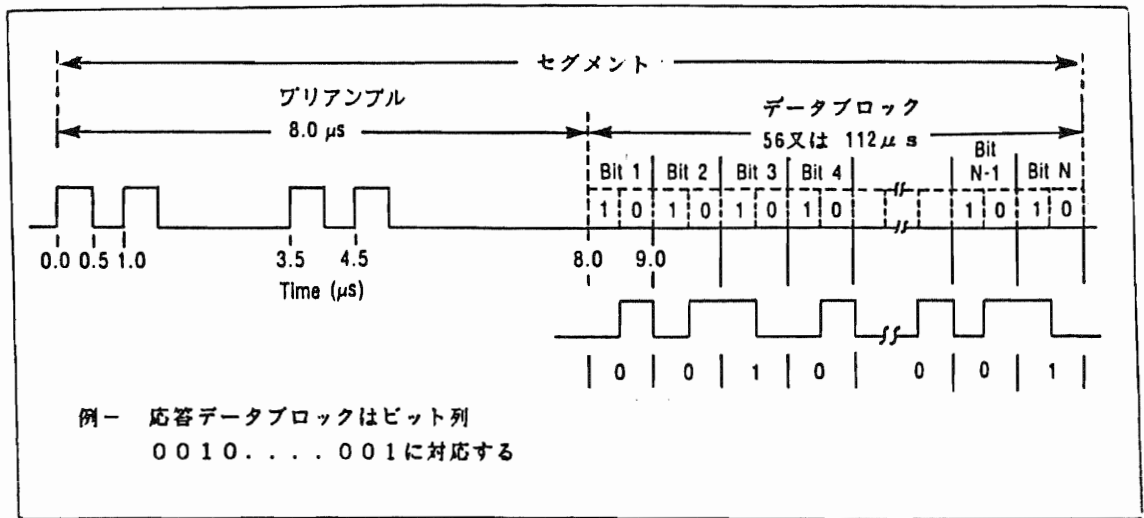 セグメント
プリアンブル
8.0 μs
データブロック
56又は 112μs
Bit 1 Bit 2 Bit 3 Bit 4 Bit N-1 Bit N
1 0 1 0 1 0 1 0 1 0 1 0
0.0 0.5 1.0 3.5 4.5 8.0 9.0
Time (μs)
0 0 1 0 0 0 1
例－ 応答データブロックはビット列
0010....001に対応する